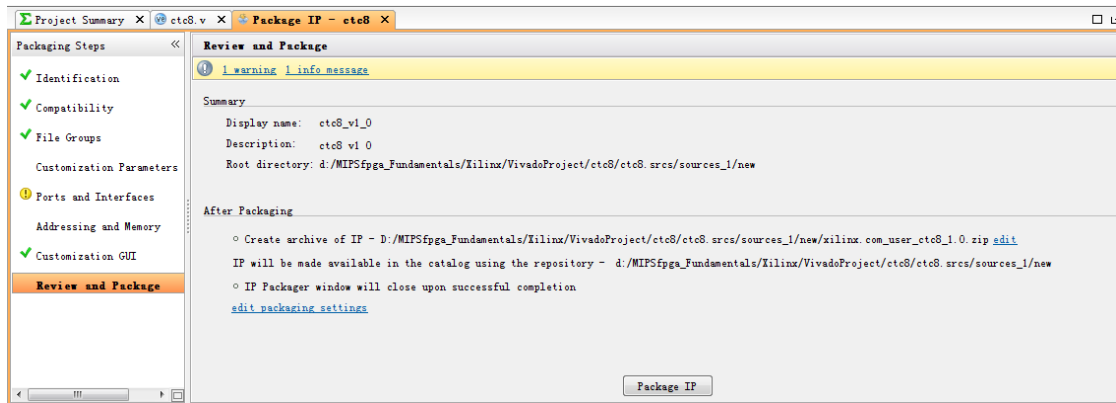 Project Summary ctc8.v Package IP - ctc8
Packaging Steps
Identification
Compatibility
File Groups
Customization Parameters
Ports and Interfaces
Addressing and Memory
Customization GUI
Review and Package
Review and Package
1 warning 1 info message
Summary
Display name: ctc8_v1_0
Description: ctc8 v1 0
Root directory: d:/MIPSfpga_Fundamentals/Xilinx/VivadoProject/ctc8/ctc8.srcs/sources_1/new
After Packaging
Create archive of IP - D:/MIPSfpga_Fundamentals/Xilinx/VivadoProject/ctc8/ctc8.srcs/sources_1/new/xilinx.com_user_ctc8_1.0.zip edit
IP will be made available in the catalog using the repository - d:/MIPSfpga_Fundamentals/Xilinx/VivadoProject/ctc8/ctc8.srcs/sources_1/new
IP Packager window will close upon successful completion
edit packaging settings
Package IP